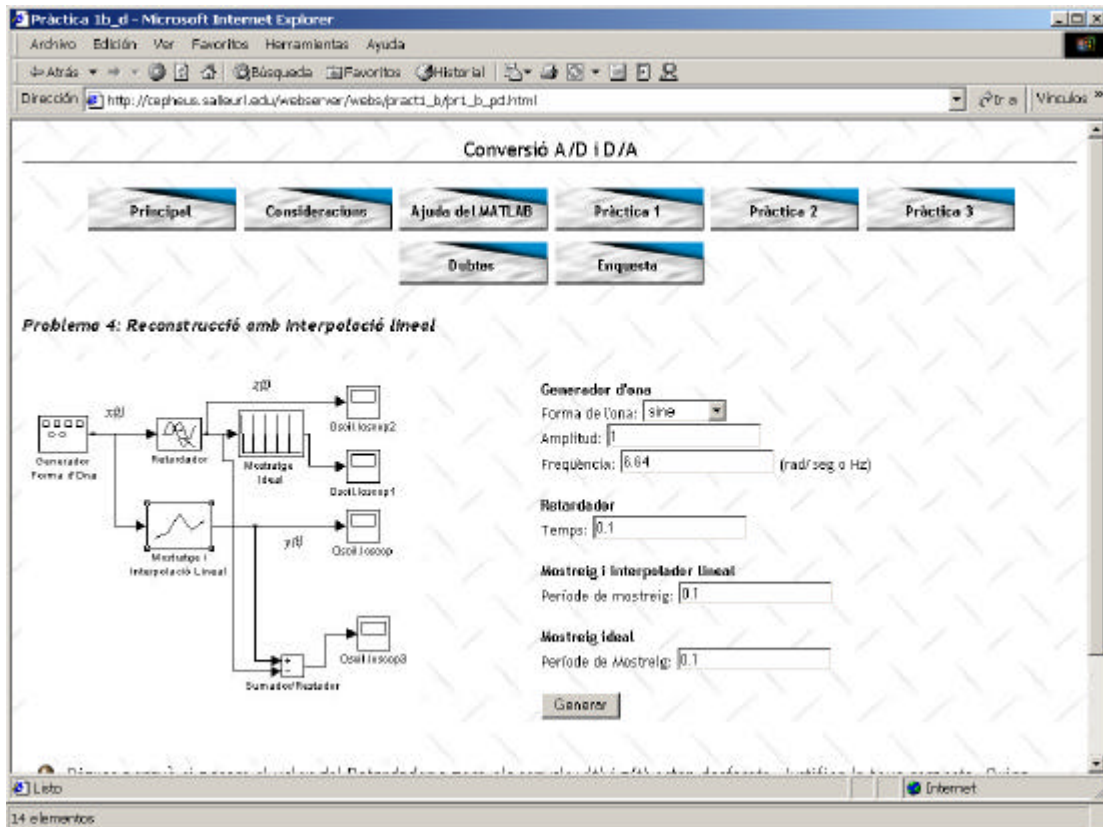 Pràctica 1b_d - Microsoft Internet Explorer
Archivo Edición Ver Favoritos Herramientas Ayuda
Atrás Búsqueda Favoritos Historial
Dirección http://cepheus.salleurl.edu/webserver/webs/pract1_b/pr1_b_pd.html Ir a Vínculos »
Conversió A/D i D/A
Principal Consideracions Ajuda del MATLAB Pràctica 1 Pràctica 2 Pràctica 3
Dubtes Enquesta
Problema 4: Reconstrucció amb interpolació lineal
z(t)
x(t)
Oscil.loscop2
Generador
Forma d'Ona
Retardador
Mostratge
Ideal
Oscil.loscop1
y(t)
Oscil.loscop
Mostratge i
Interpolació Lineal
Oscil.loscop3
Sumador/Restador
Generador d'ona
Forma de l'ona: sine
Amplitud: 1
Freqüència: 6.64 (rad/seg o Hz)
Retardador
Temps: 0.1
Mostreig i interpolador lineal
Període de mostreig: 0.1
Mostreig ideal
Període de Mostreig: 0.1
Generar
Listo Internet
14 elementos